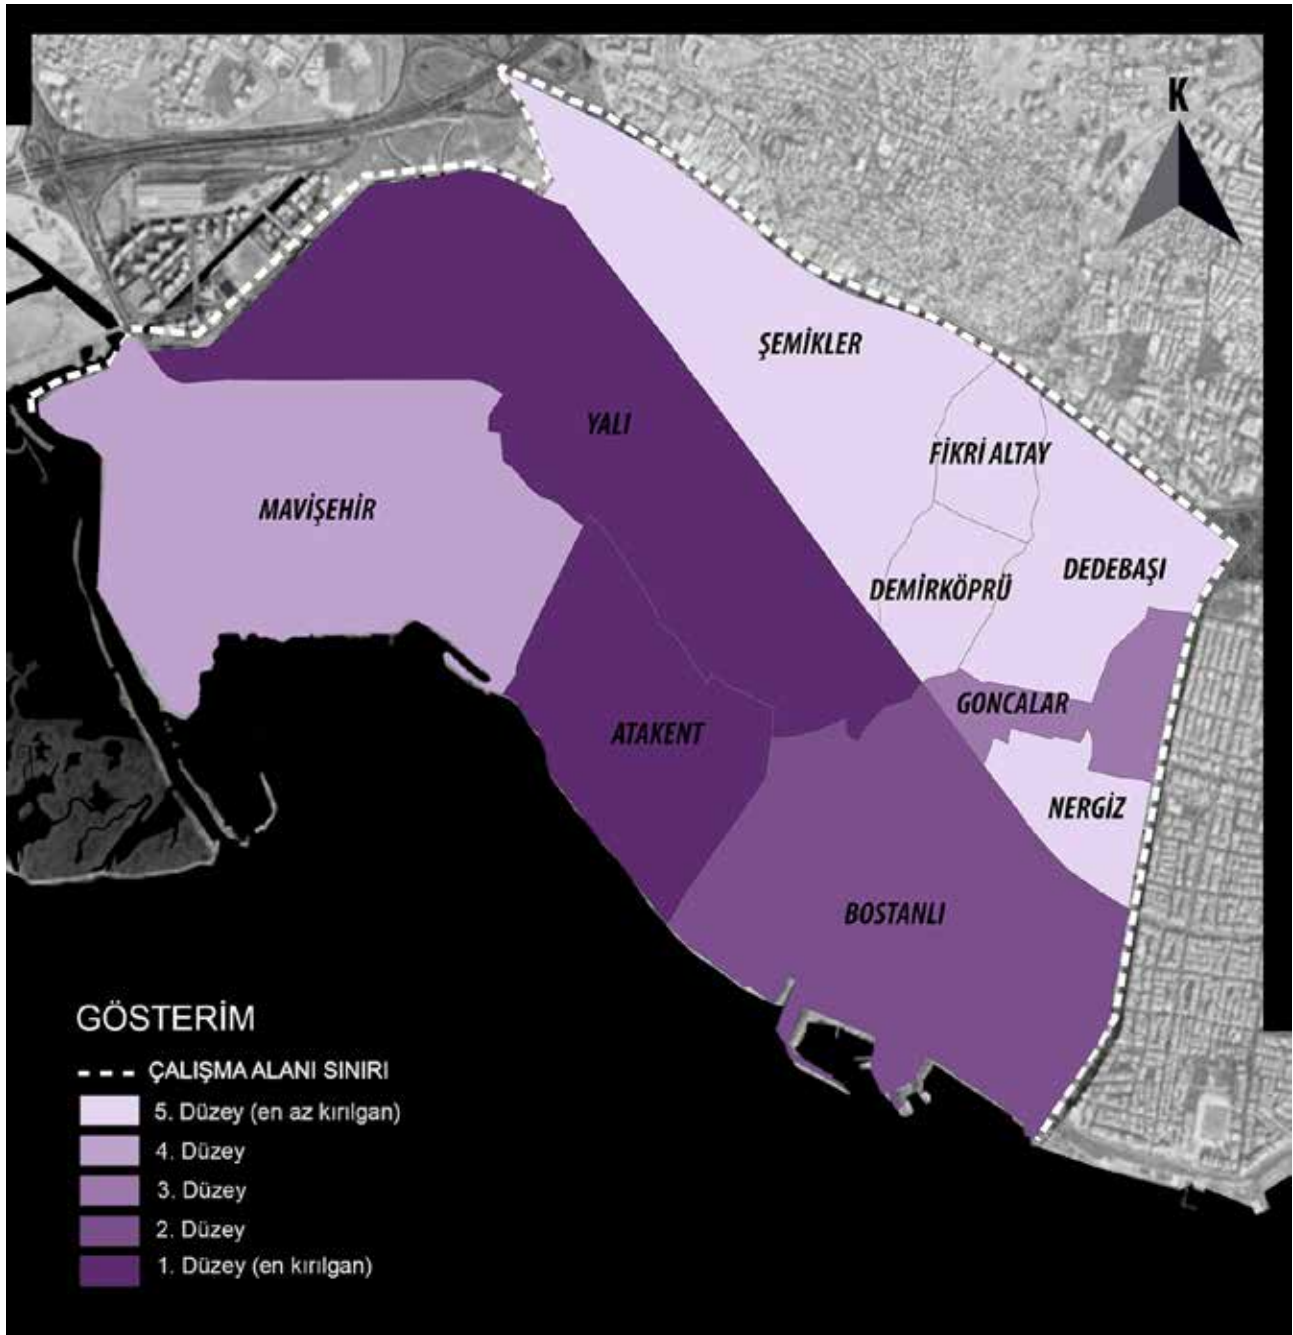 K
ŞEMİKLER
YALI
FİKRİ ALTAY
MAVİŞEHİR
DEDEBAŞI
DEMİRKÖPRÜ
GONCALAR
ATAKENT
NERGİZ
BOSTANLI
GÖSTERİM
ÇALIŞMA ALANI SINIRI
5. Düzey (en az kırılgan)
4. Düzey
3. Düzey
2. Düzey
1. Düzey (en kırılgan)